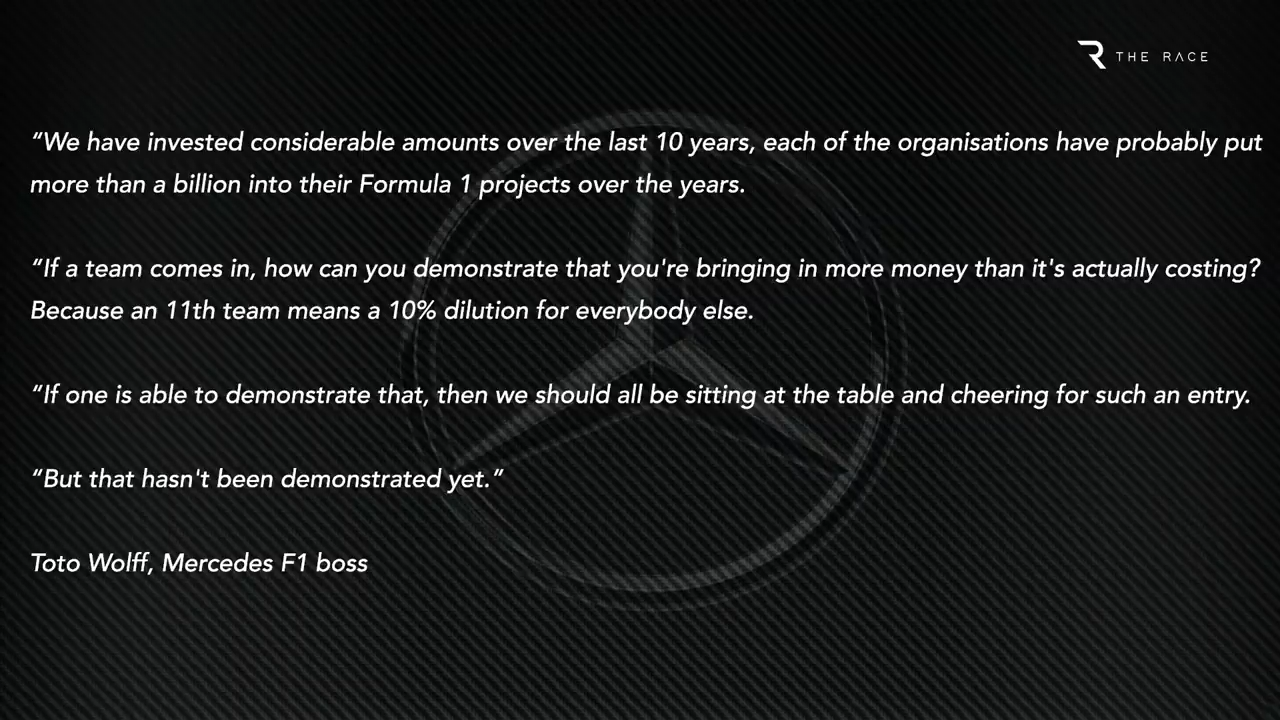 THE RACE
“We have invested considerable amounts over the last 10 years, each of the organisations have probably put
more than a billion into their Formula 1 projects over the years.
“If a team comes in, how can you demonstrate that you're bringing in more money than it's actually costing?
Because an 11th team means a 10% dilution for everybody else.
“If one is able to demonstrate that, then we should all be sitting at the table and cheering for such an entry.
“But that hasn't been demonstrated yet.”
Toto Wolff, Mercedes F1 boss